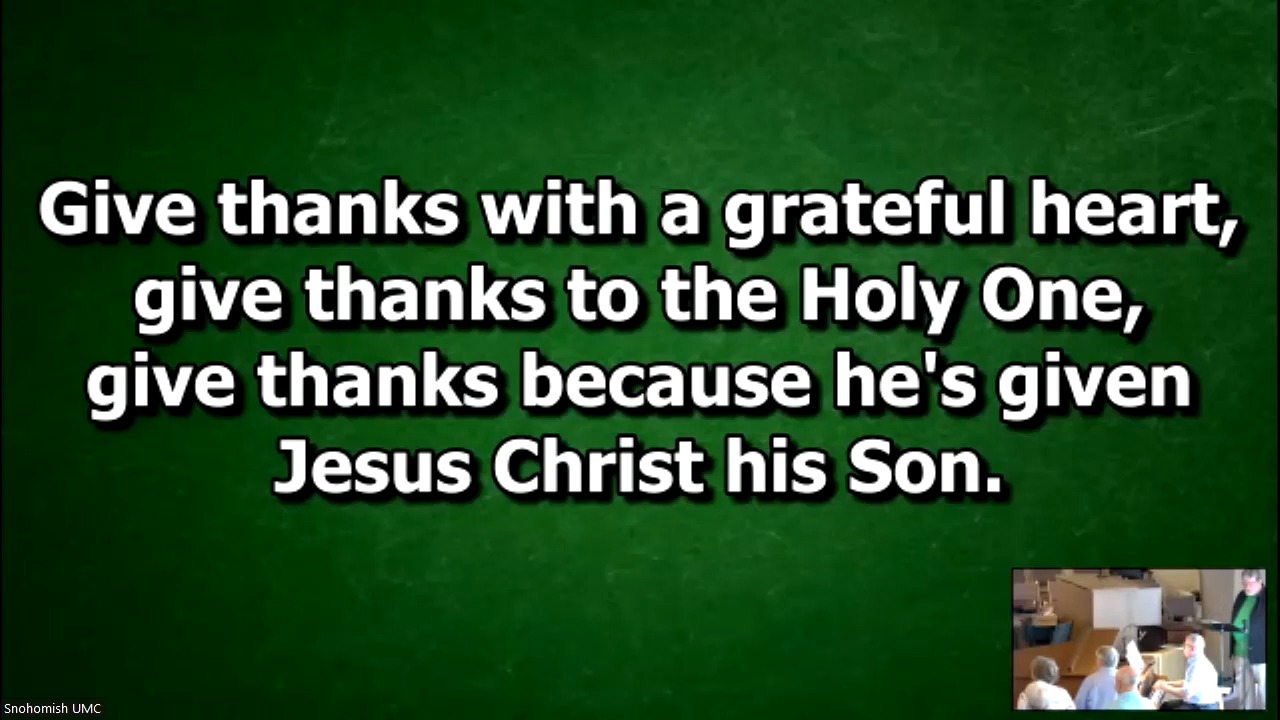 Give thanks with a grateful heart,
give thanks to the Holy One,
give thanks because he's given
Jesus Christ his Son.
Snohomish UMC